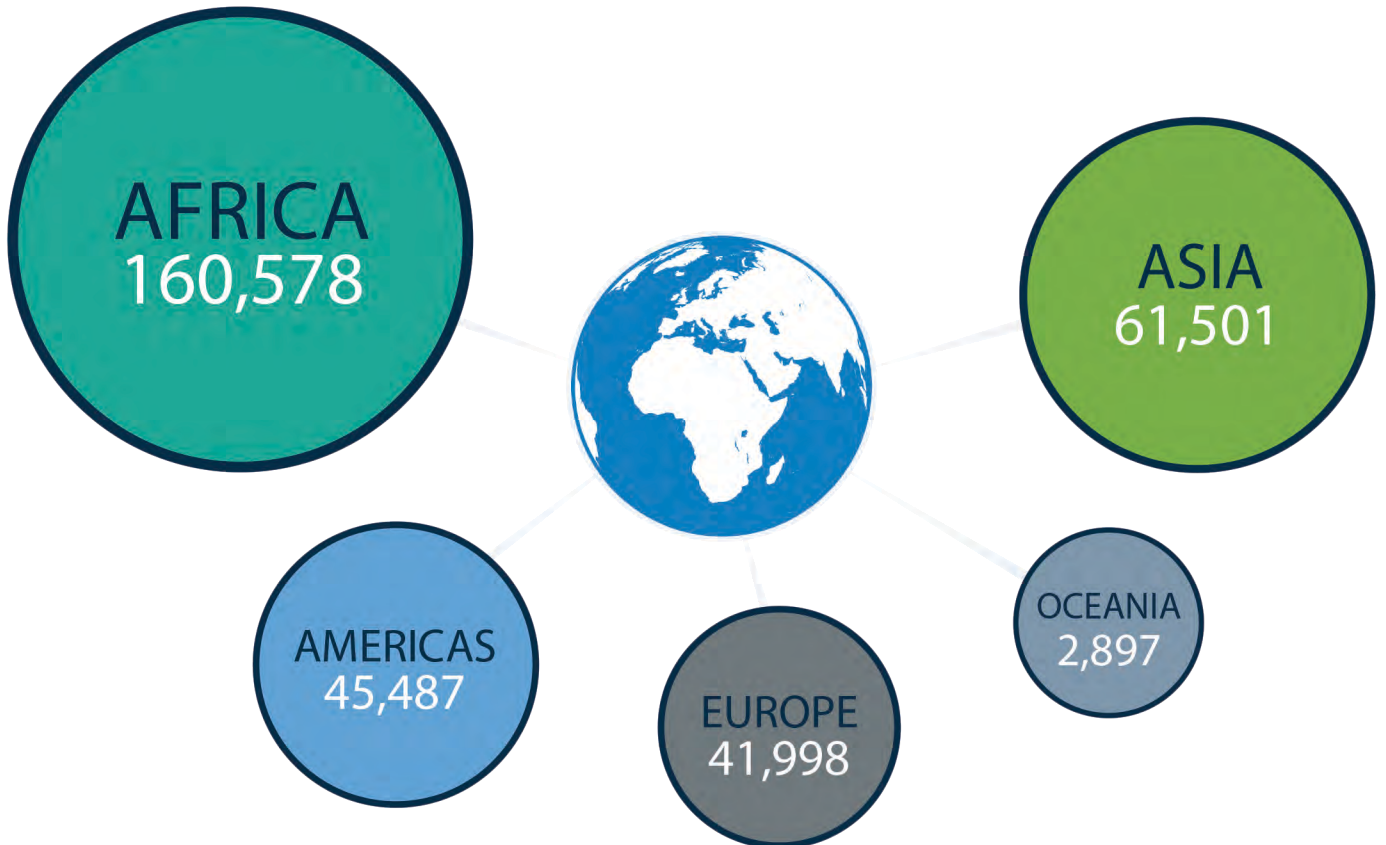 AFRICA
160,578
ASIA
61,501
AMERICAS
45,487
EUROPE
41,998
OCEANIA
2,897